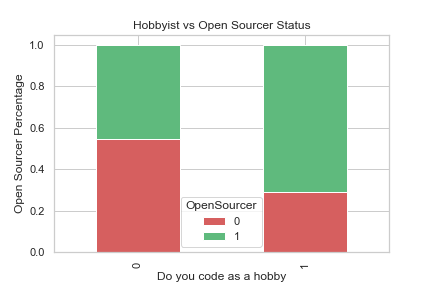 Hobbyist vs Open Sourcer Status
Open Sourcer Percentage
1.0
0.8
0.6
0.4
0.2
0.0
OpenSourcer
0
1
0
1
Do you code as a hobby